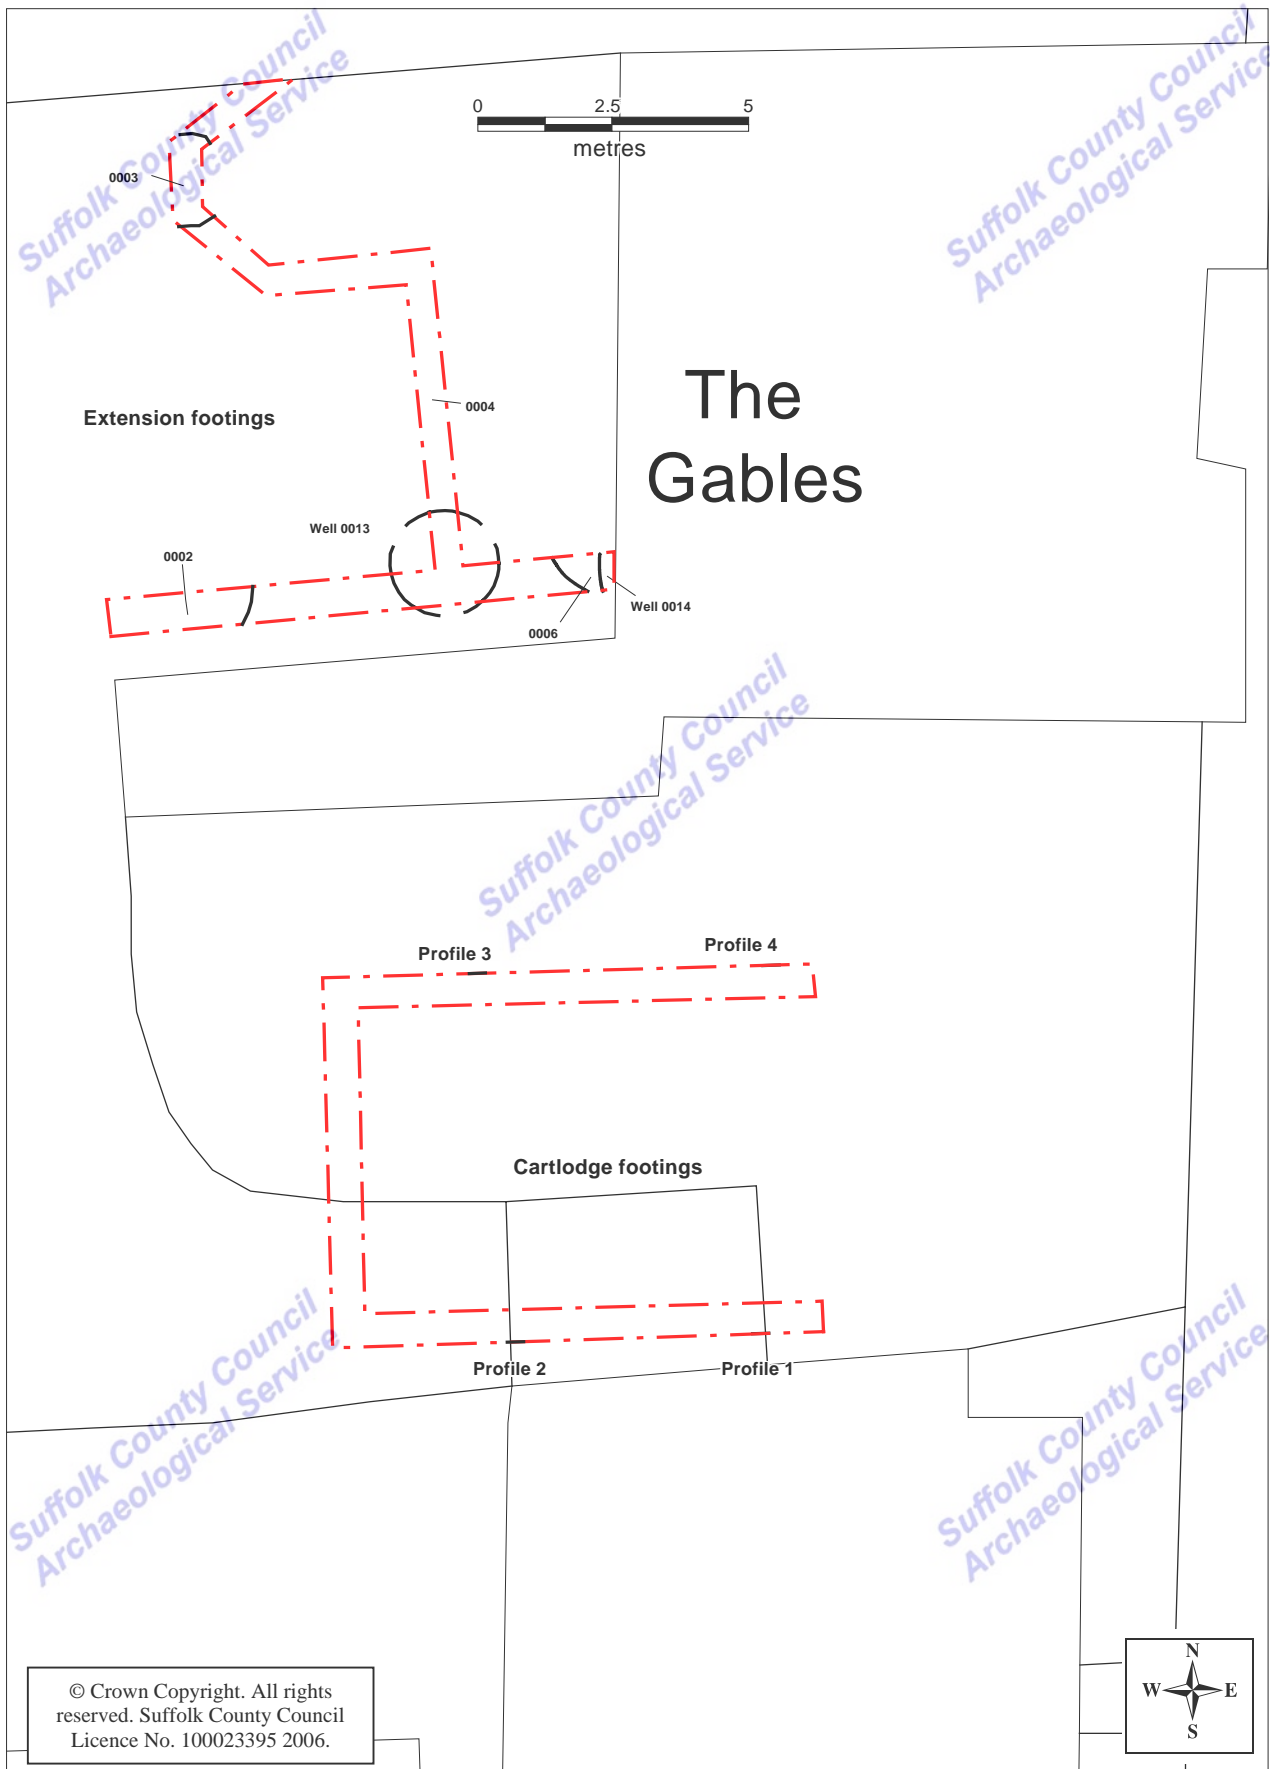 Suffolk County Council
Archaeological Service
Suffolk County Council
Archaeological Service
0 2.5 5
metres
0003
The
Gables
0004
Extension footings
Well 0013
0002
Well 0014
0006
Suffolk County Council
Archaeological Service
Profile 3
Profile 4
Cartlodge footings
Profile 2
Profile 1
Suffolk County Council
Archaeological Service
Suffolk County Council
Archaeological Service
© Crown Copyright. All rights
reserved. Suffolk County Council
Licence No. 100023395 2006.
N
W E
S